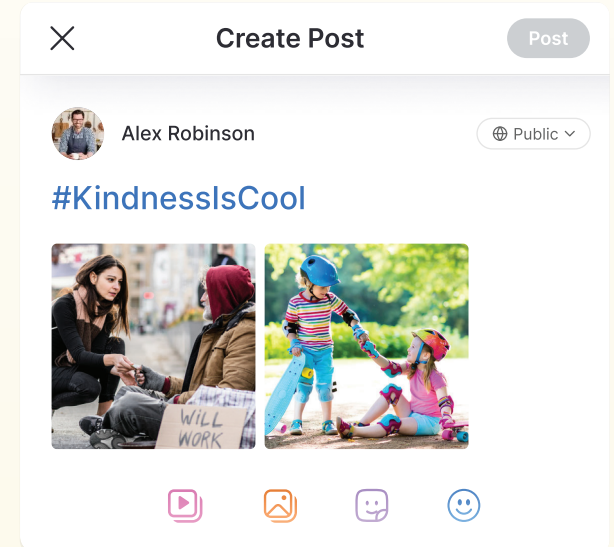 Create Post
Post
Alex Robinson
Public
#KindnessIsCool
WILL
WORK